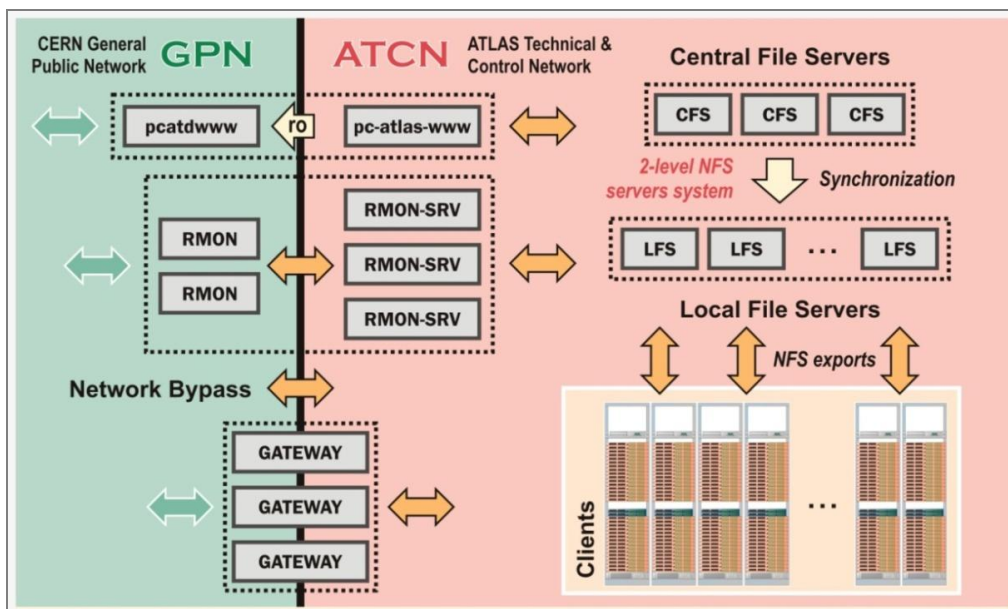 CERN General
Public Network
GPN
ATCN
ATLAS Technical &
Control Network
Central File Servers
pcatdwww
ro
pc-atlas-www
CFS
CFS
CFS
2-level NFS
servers system
Synchronization
RMON
RMON
RMON-SRV
RMON-SRV
RMON-SRV
LFS
LFS
...
LFS
Local File Servers
NFS exports
Network Bypass
GATEWAY
GATEWAY
GATEWAY
Clients
...